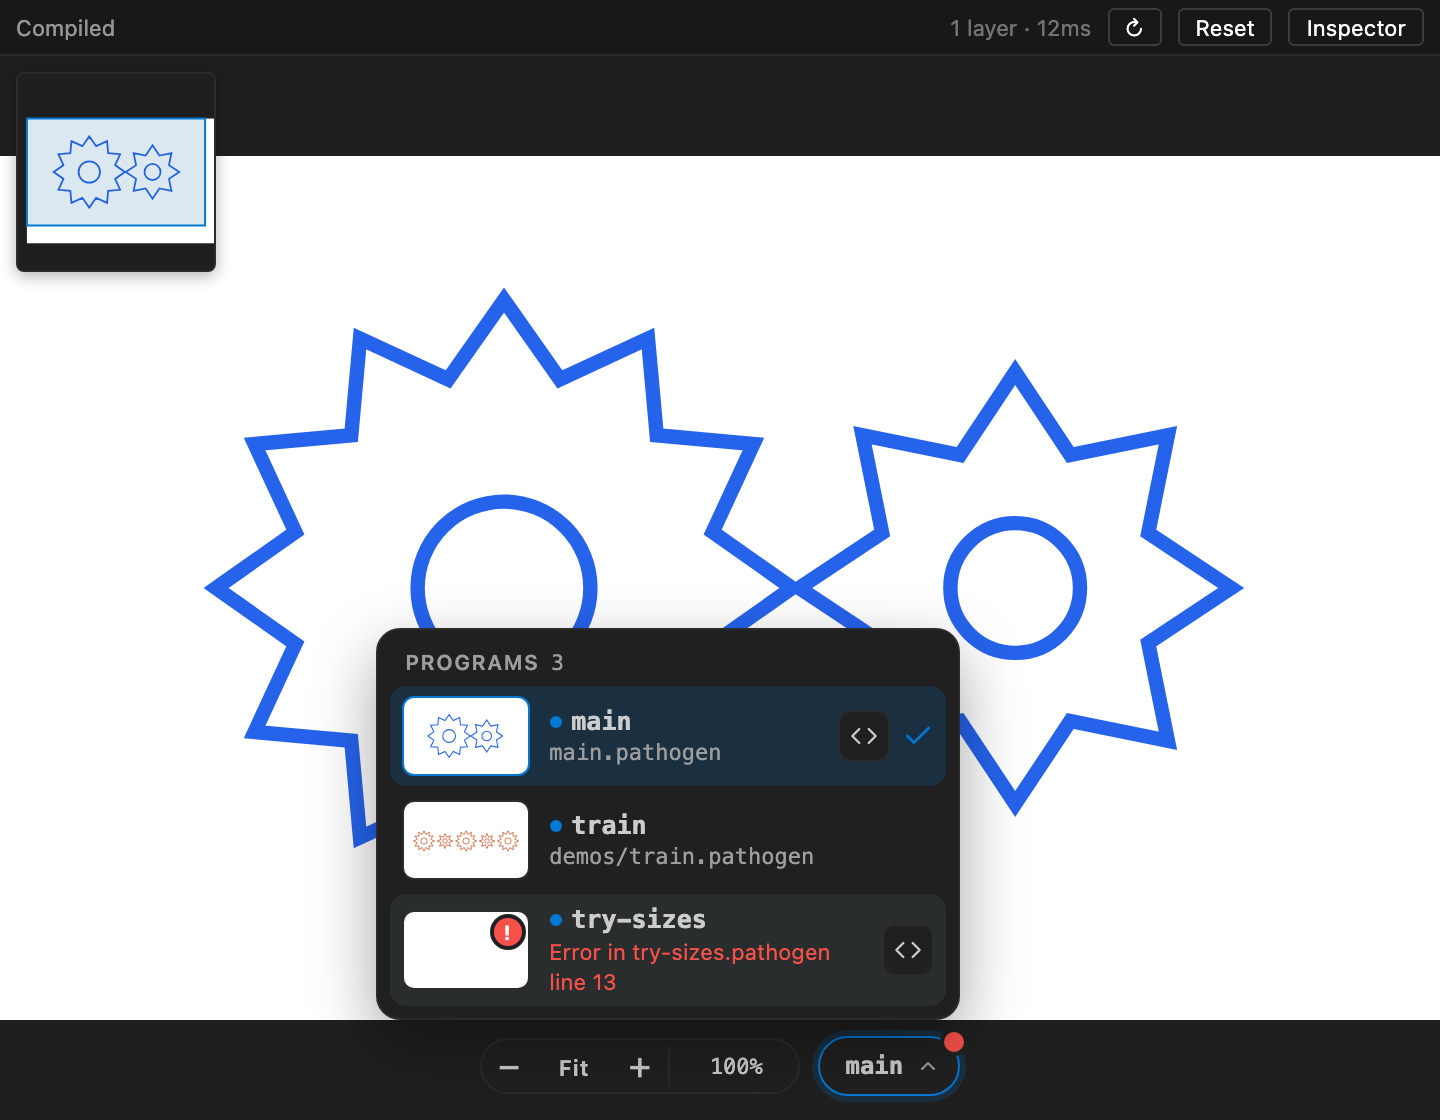 Compiled
1 layer · 12ms
Reset
Inspector
PROGRAMS 3
main
main.pathogen
train
demos/train.pathogen
try-sizes
Error in try-sizes.pathogen
line 13
Fit
100%
main